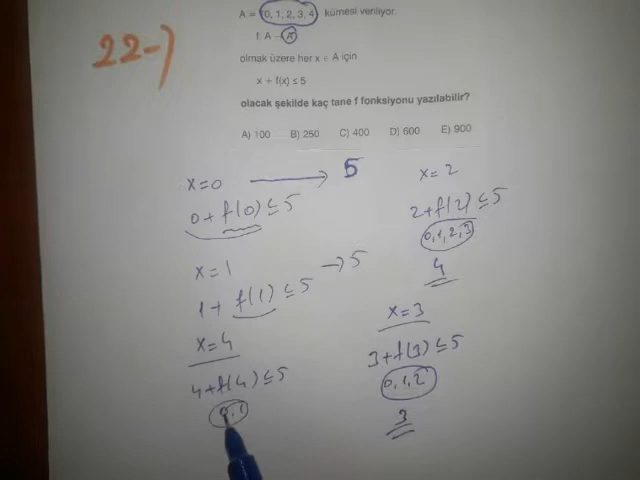 22-)
A = {0, 1, 2, 3, 4} kümesi veriliyor.
f: A → A
olmak üzere her x ∈ A için
x + f(x) ≤ 5
olacak şekilde kaç tane f fonksiyonu yazılabilir?
A) 100 B) 250 C) 400 D) 600 E) 900
x=0 → 5
0+f(0)≤5
x=1
1+f(1)≤5 → 5
x=4
4+f(4)≤5
0,1
x=2
2+f(2)≤5
0,1,2,3
4
x=3
3+f(3)≤5
0,1,2
3